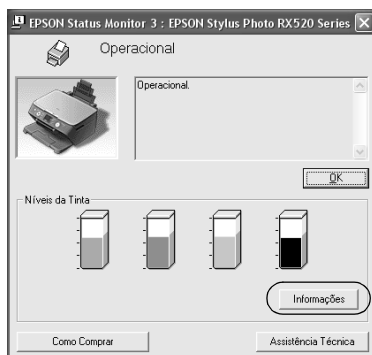 EPSON Status Monitor 3 : EPSON Stylus Photo RX520 Series
Operacional
Operacional.
OK
Níveis da Tinta
Informações
Como Comprar
Assistência Técnica